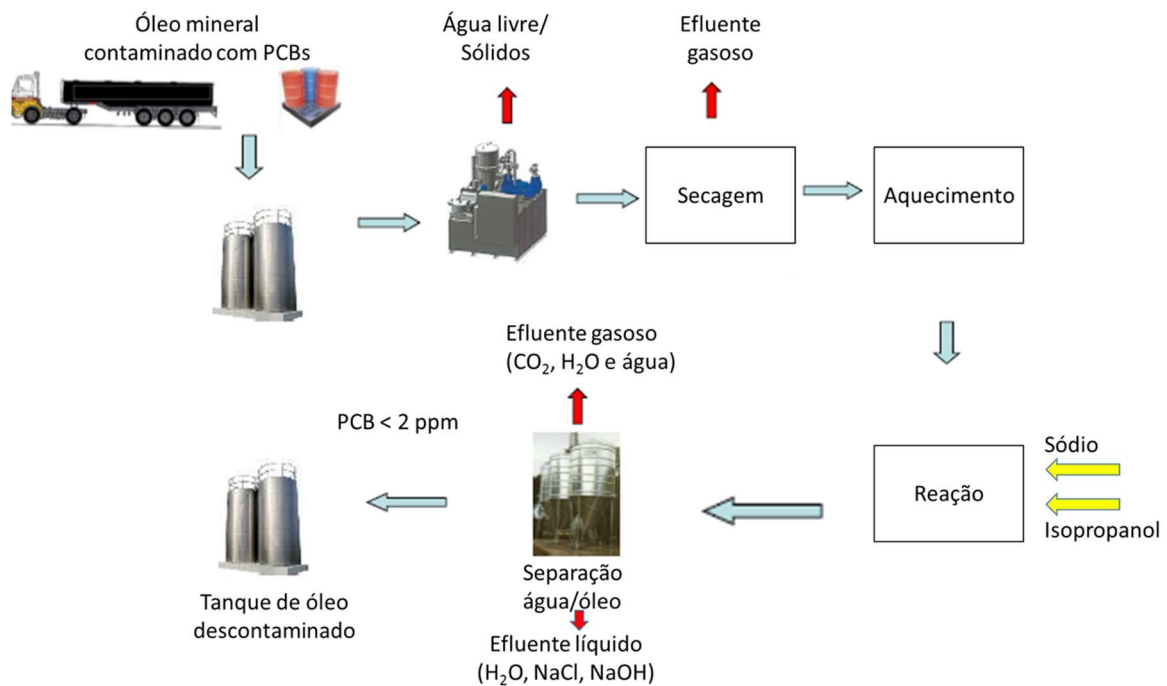 Óleo mineral
contaminado com PCBs
Água livre/
Sólidos
Efluente
gasoso
Secagem
Aquecimento
Efluente gasoso
(CO₂, H₂O e água)
PCB < 2 ppm
Sódio
Reação
Isopropanol
Separação
água/óleo
Tanque de óleo
descontaminado
Efluente líquido
(H₂O, NaCl, NaOH)